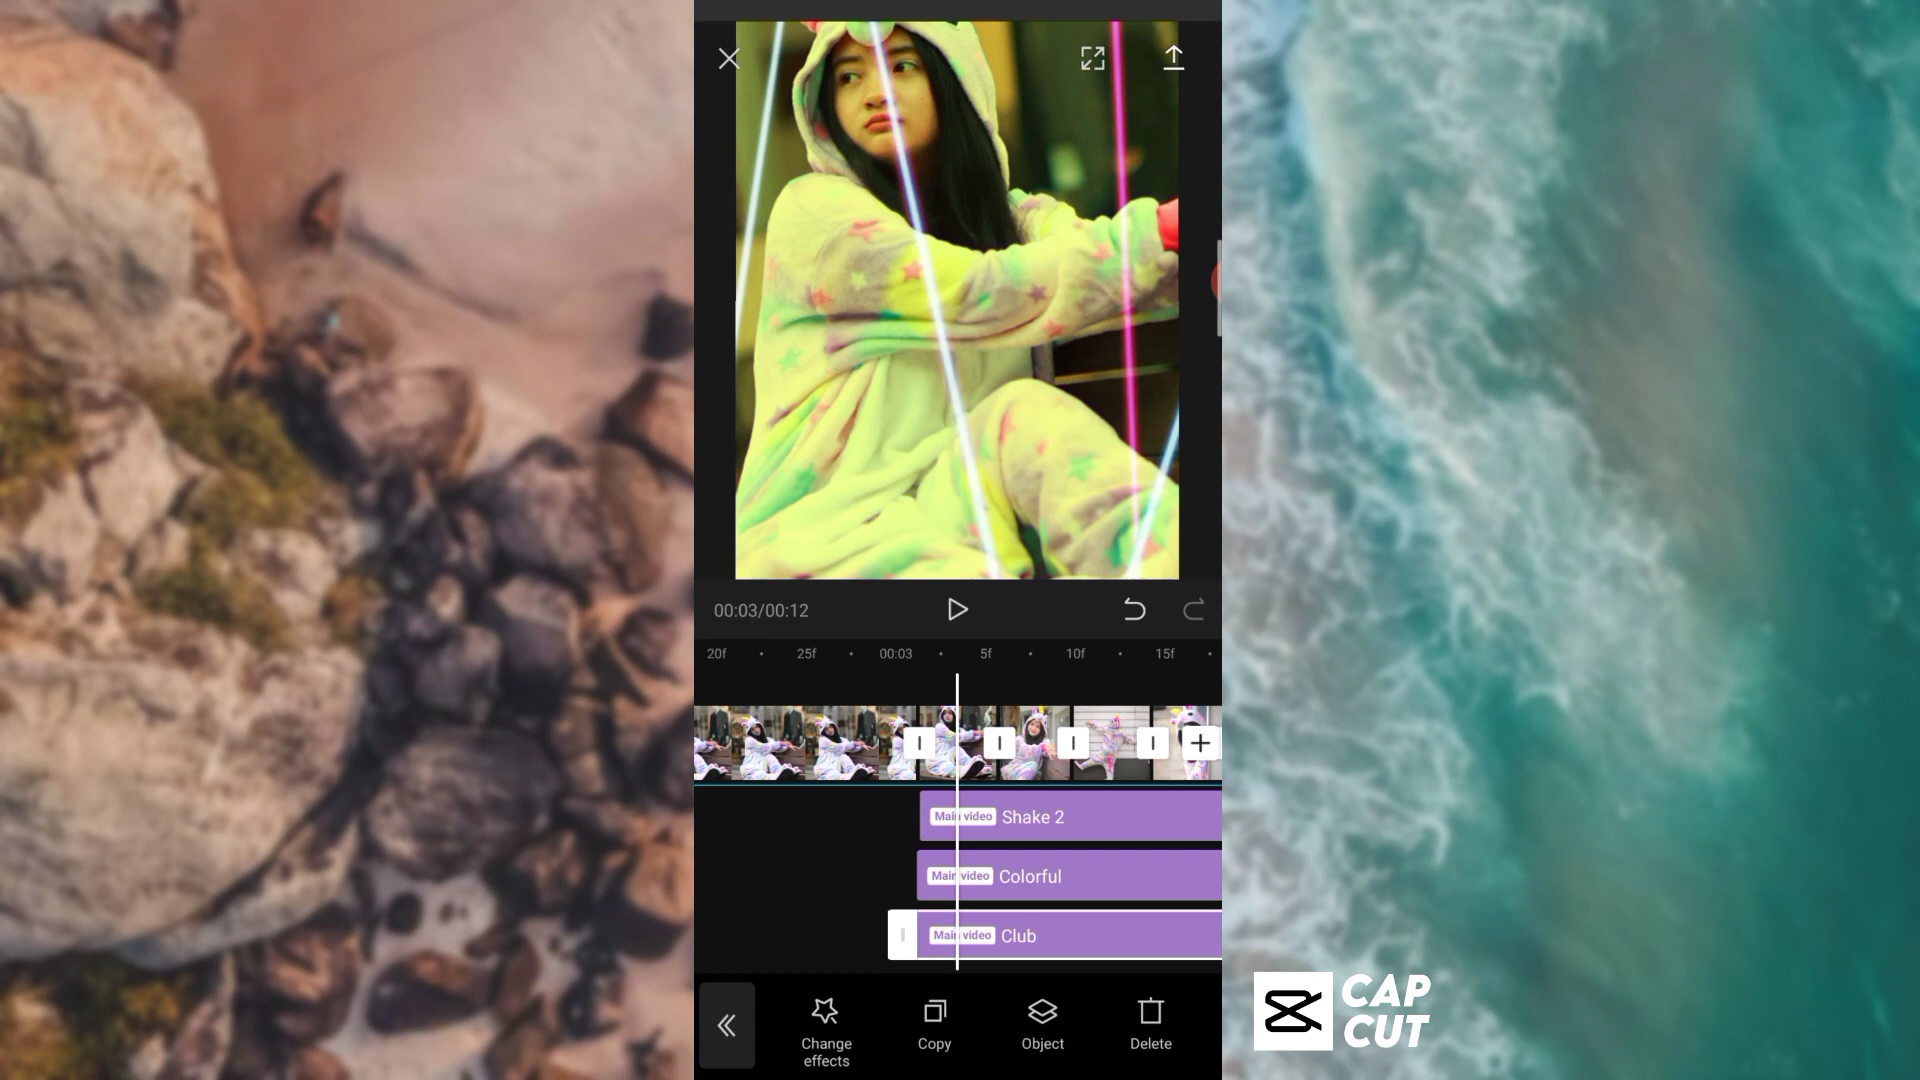 00:03/00:12
20f 25f 00:03 5f 10f 15f
Main video Shake 2
Main video Colorful
Main video Club
Change effects
Copy
Object
Delete
CAP
CUT